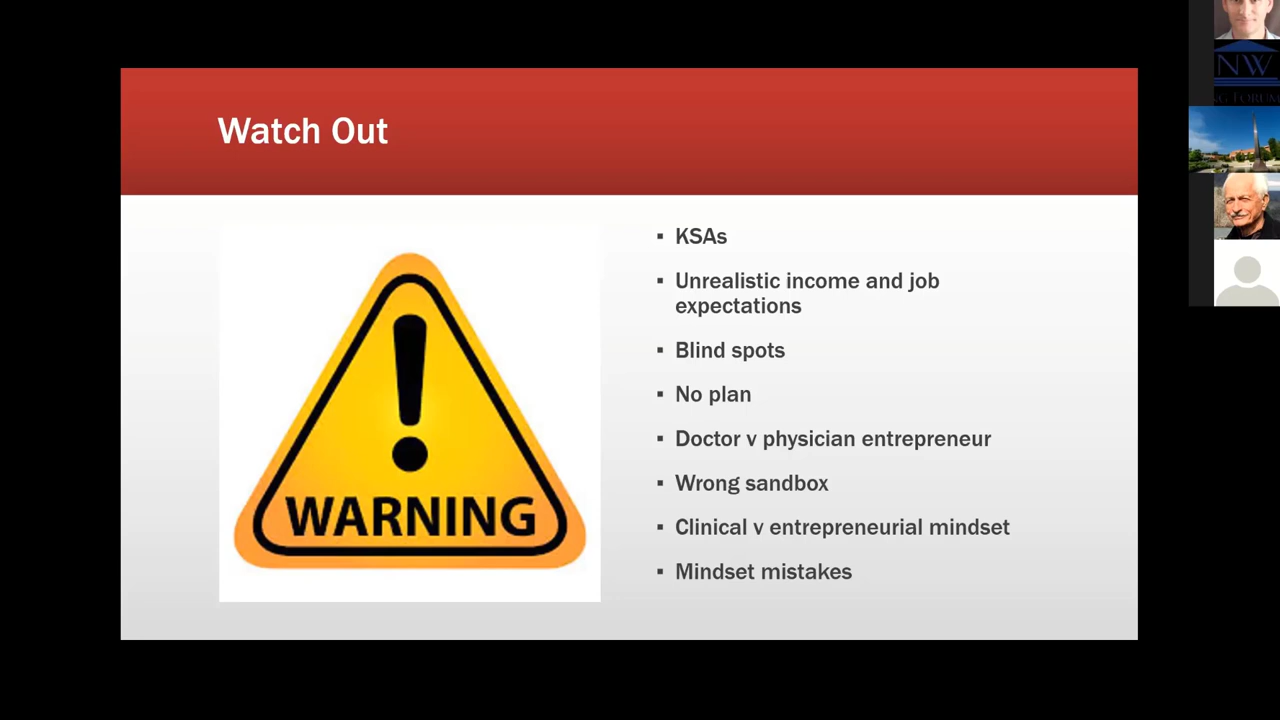 Watch Out
WARNING
▪ KSAs
▪ Unrealistic income and job
expectations
▪ Blind spots
▪ No plan
▪ Doctor v physician entrepreneur
▪ Wrong sandbox
▪ Clinical v entrepreneurial mindset
▪ Mindset mistakes
NW